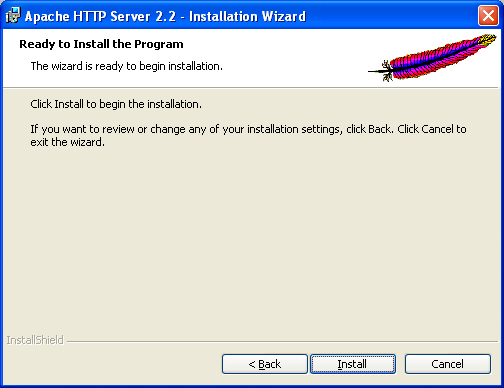 Apache HTTP Server 2.2 - Installation Wizard
Ready to Install the Program
The wizard is ready to begin installation.
Click Install to begin the installation.
If you want to review or change any of your installation settings, click Back. Click Cancel to
exit the wizard.
InstallShield
< Back
Install
Cancel